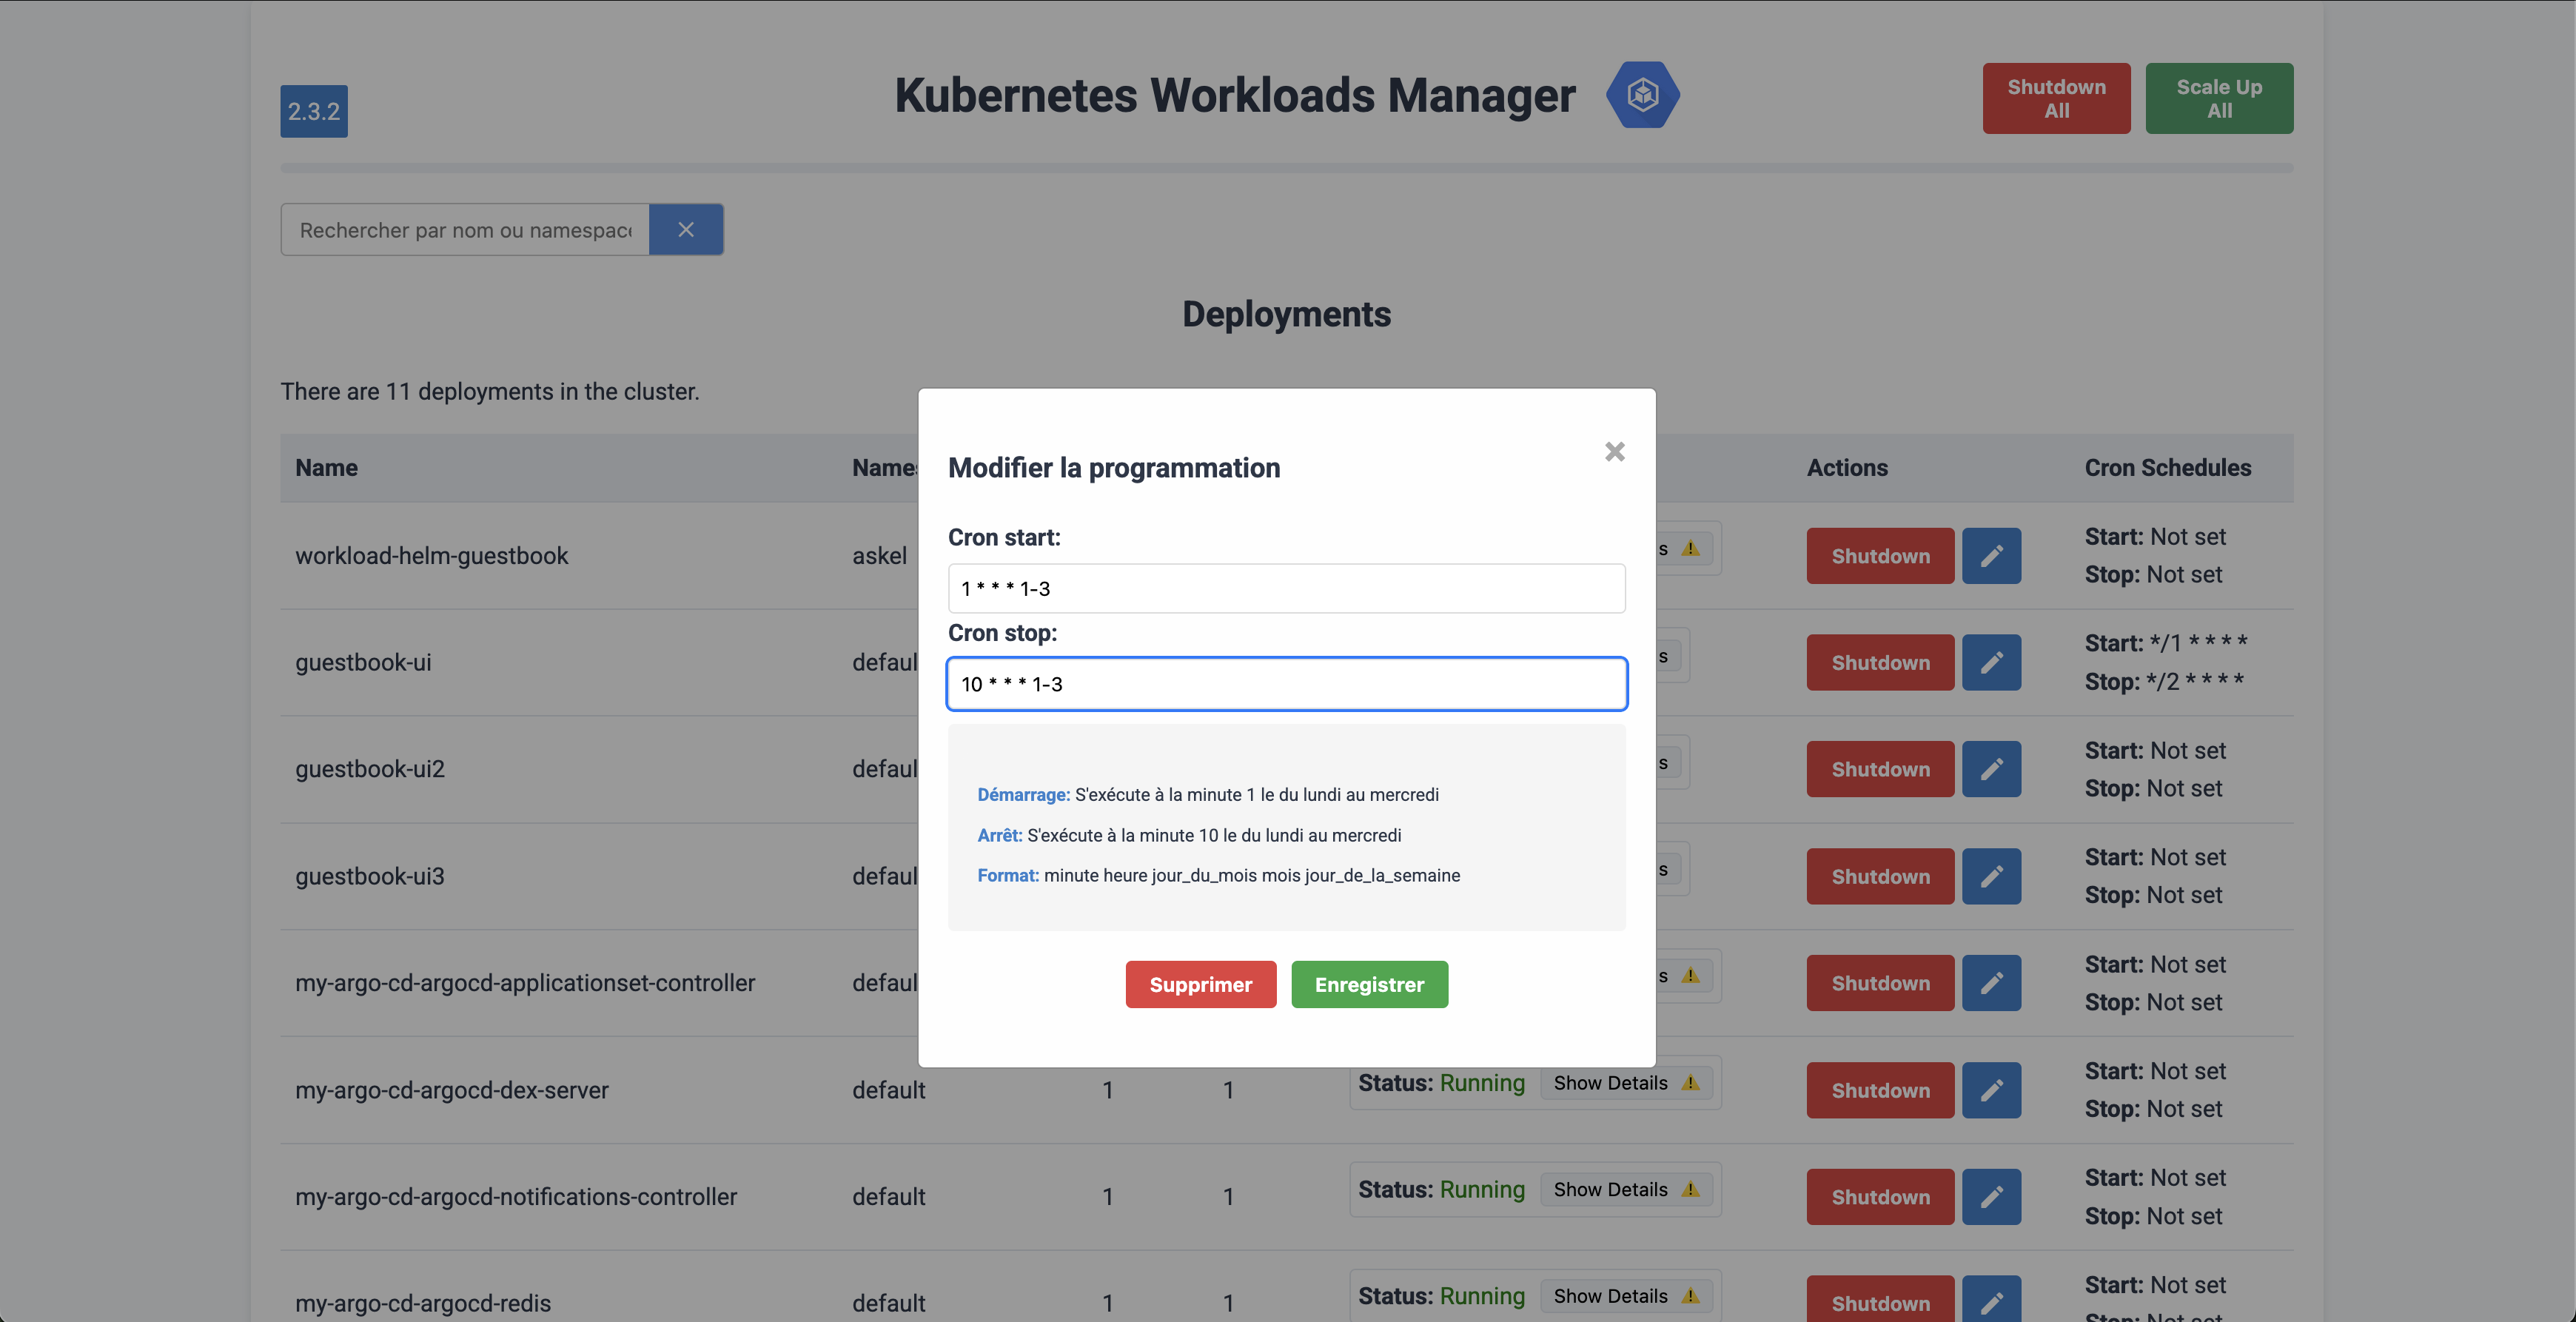 2.3.2
Kubernetes Workloads Manager
Shutdown All
Scale Up All
Rechercher par nom ou namespace
Deployments
There are 11 deployments in the cluster.
Name
Actions
Cron Schedules
workload-helm-guestbook
askel
Shutdown
Start: Not set
Stop: Not set
guestbook-ui
Shutdown
Start: */1 * * * *
Stop: */2 * * * *
guestbook-ui2
Shutdown
Start: Not set
Stop: Not set
guestbook-ui3
Shutdown
Start: Not set
Stop: Not set
my-argo-cd-argocd-applicationset-controller
Shutdown
Start: Not set
Stop: Not set
my-argo-cd-argocd-dex-server
default
1
1
Status: Running
Show Details
Shutdown
Start: Not set
Stop: Not set
my-argo-cd-argocd-notifications-controller
default
1
1
Status: Running
Show Details
Shutdown
Start: Not set
Stop: Not set
my-argo-cd-argocd-redis
default
1
1
Status: Running
Show Details
Shutdown
Start: Not set
Modifier la programmation
Cron start:
1 * * * 1-3
Cron stop:
10 * * * 1-3
Démarrage: S'exécute à la minute 1 le du lundi au mercredi
Arrêt: S'exécute à la minute 10 le du lundi au mercredi
Format: minute heure jour_du_mois mois jour_de_la_semaine
Supprimer
Enregistrer